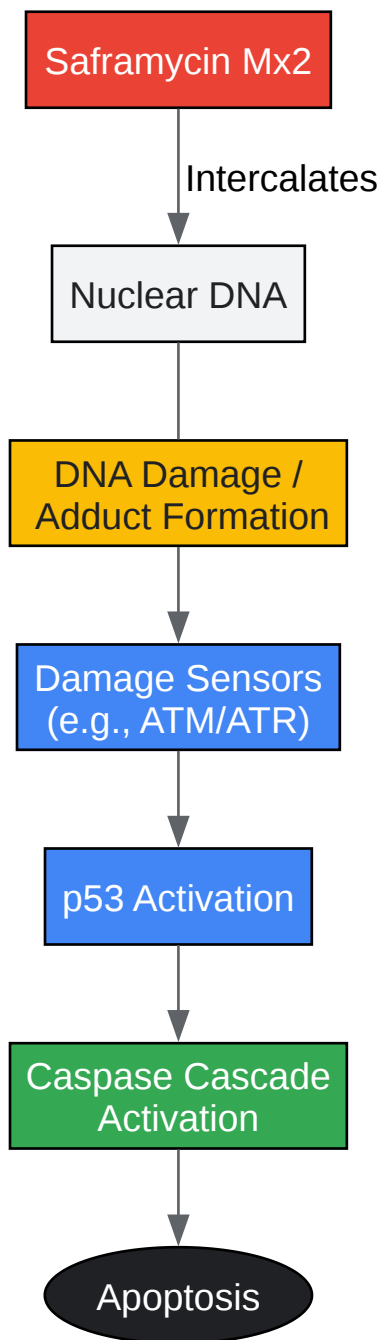 Saframycin Mx2
Intercalates
Nuclear DNA
DNA Damage /
Adduct Formation
Damage Sensors
(e.g., ATM/ATR)
p53 Activation
Caspase Cascade
Activation
Apoptosis